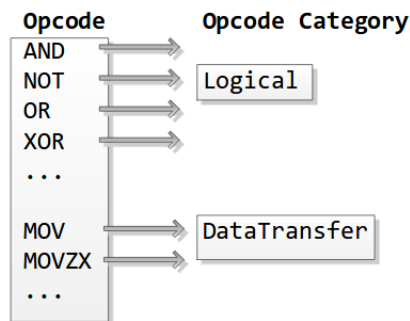 Opcode Opcode Category
AND
NOT Logical
OR
XOR
...
MOV DataTransfer
MOVZX
...